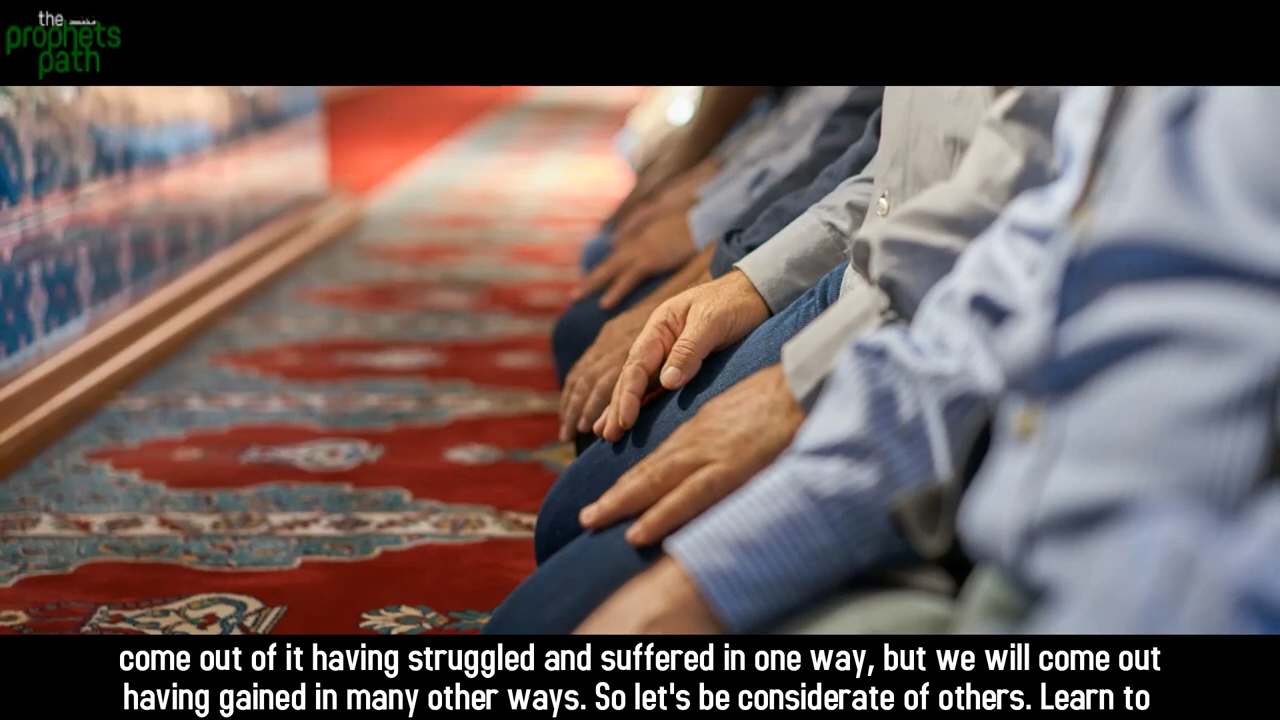 the
prophets
path
come out of it having struggled and suffered in one way, but we will come out
having gained in many other ways. So let's be considerate of others. Learn to